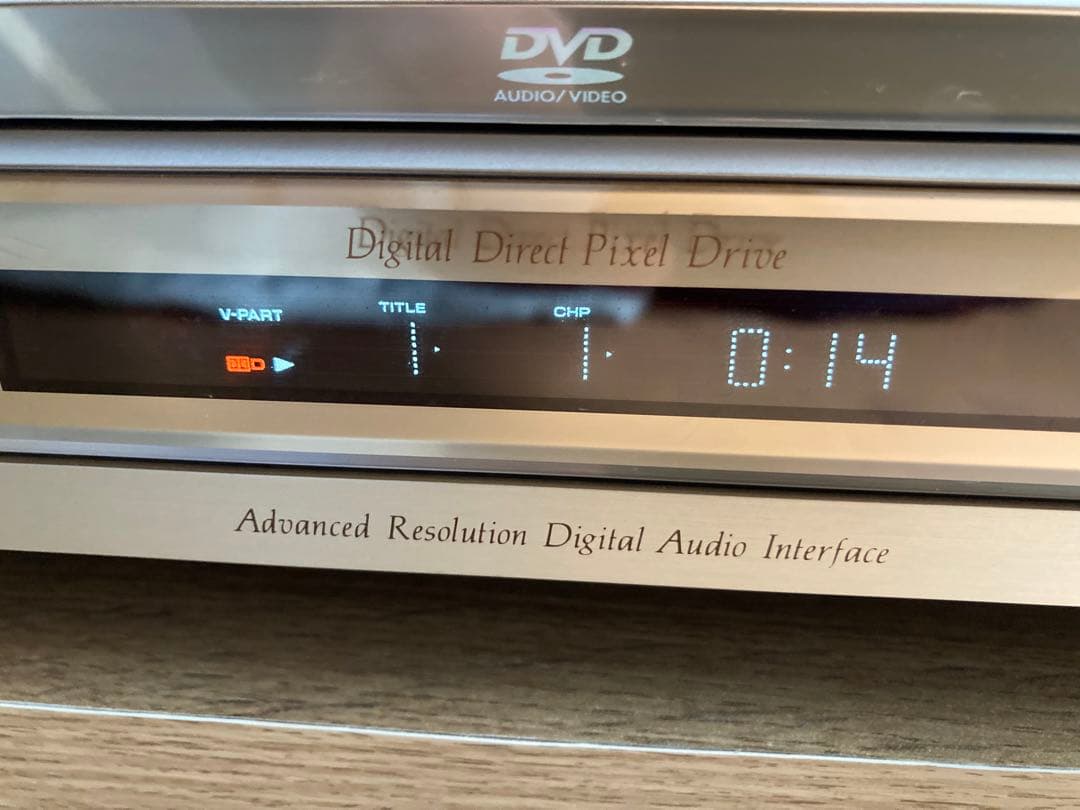 DVD
AUDIO/VIDEO
Digital Direct Pixel Drive
V-PART TITLE CHP
1 1 0:14
Advanced Resolution Digital Audio Interface